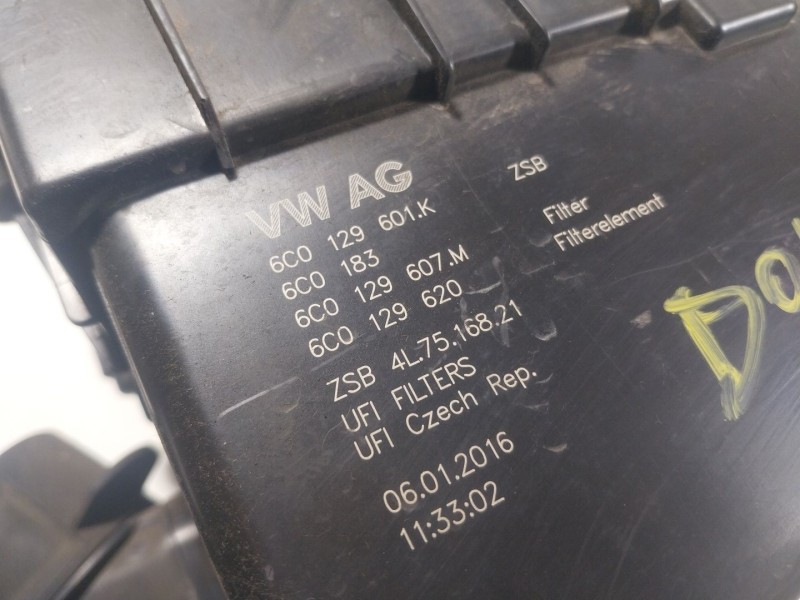 VW AG
6C0 129 601.K ZSB
6C0 183
6C0 129 607.M Filter
6C0 129 620 Filterelement
ZSB 4L.75.168.21
UFI FILTERS
UFI Czech Rep.
06.01.2016
11:33:02